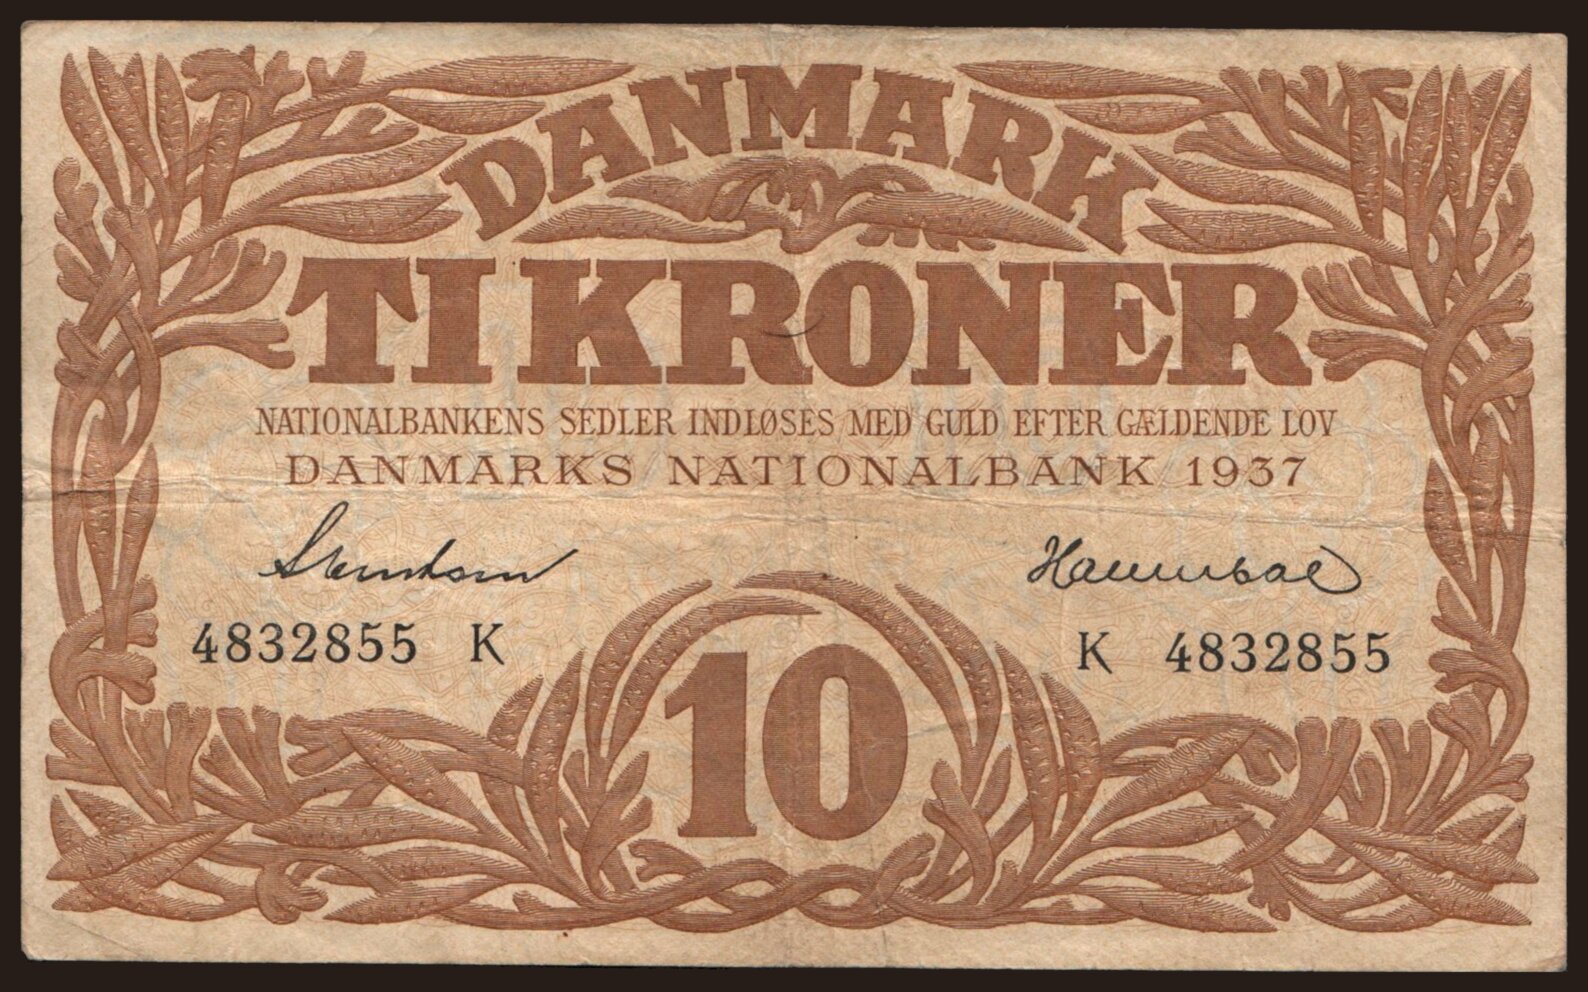 DANMARK
TI KRONER
NATIONALBANKENS SEDLER INDLØSES MED GULD EFTER GÆLDENDE LOV
DANMARKS NATIONALBANK 1937
4832855 K K 4832855
10